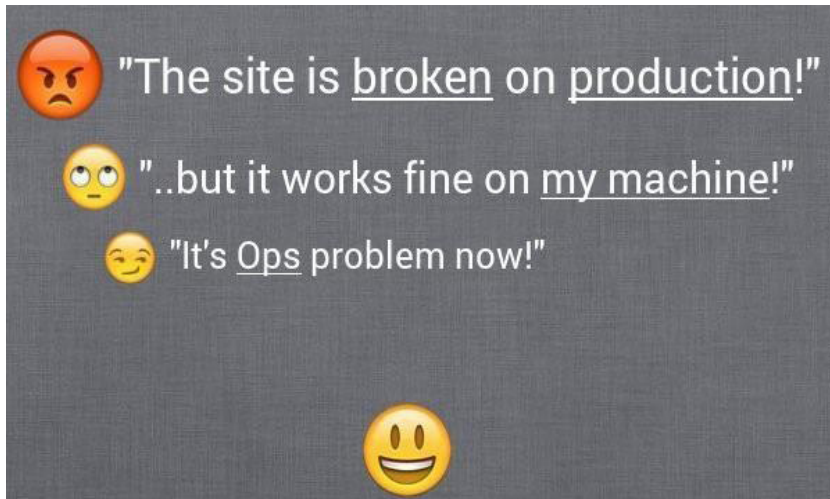 "The site is broken on production!"
"..but it works fine on my machine!"
"It's Ops problem now!"